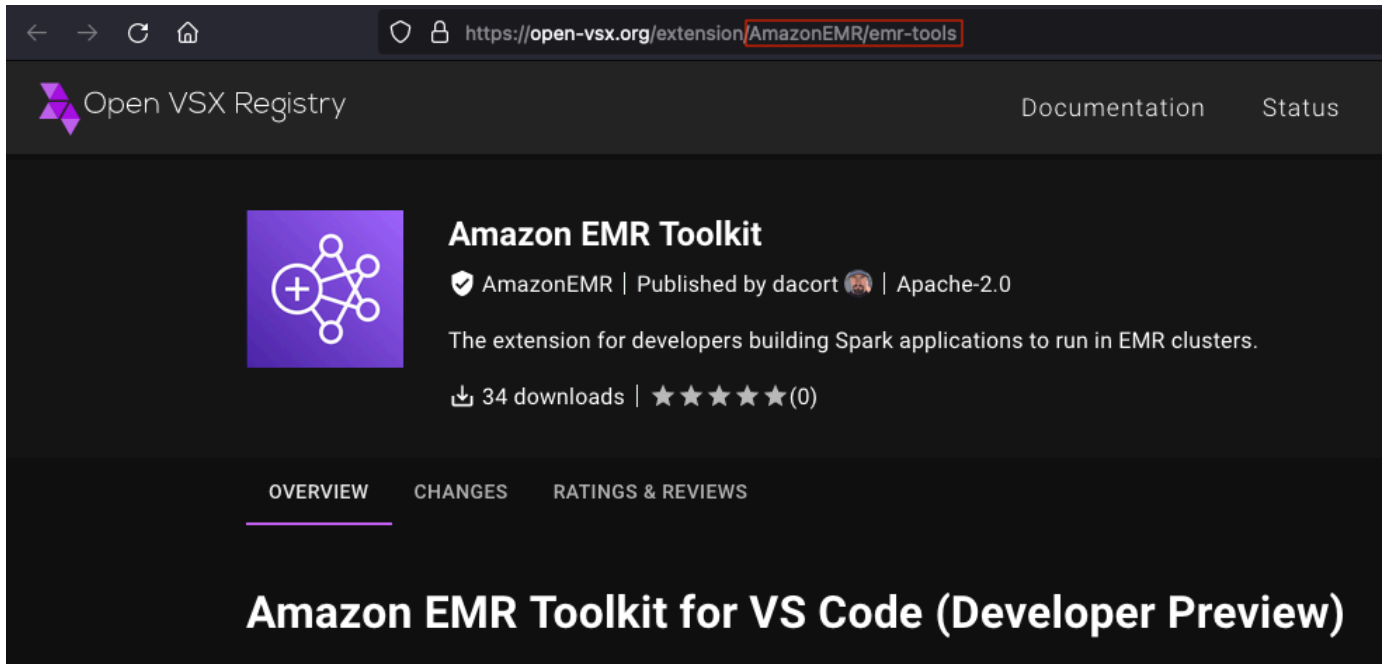 https://open-vsx.org/extension/AmazonEMR/emr-tools
Open VSX Registry
Documentation
Status
Amazon EMR Toolkit
AmazonEMR | Published by dacort | Apache-2.0
The extension for developers building Spark applications to run in EMR clusters.
34 downloads | ★★★★★(0)
OVERVIEW
CHANGES
RATINGS & REVIEWS
Amazon EMR Toolkit for VS Code (Developer Preview)